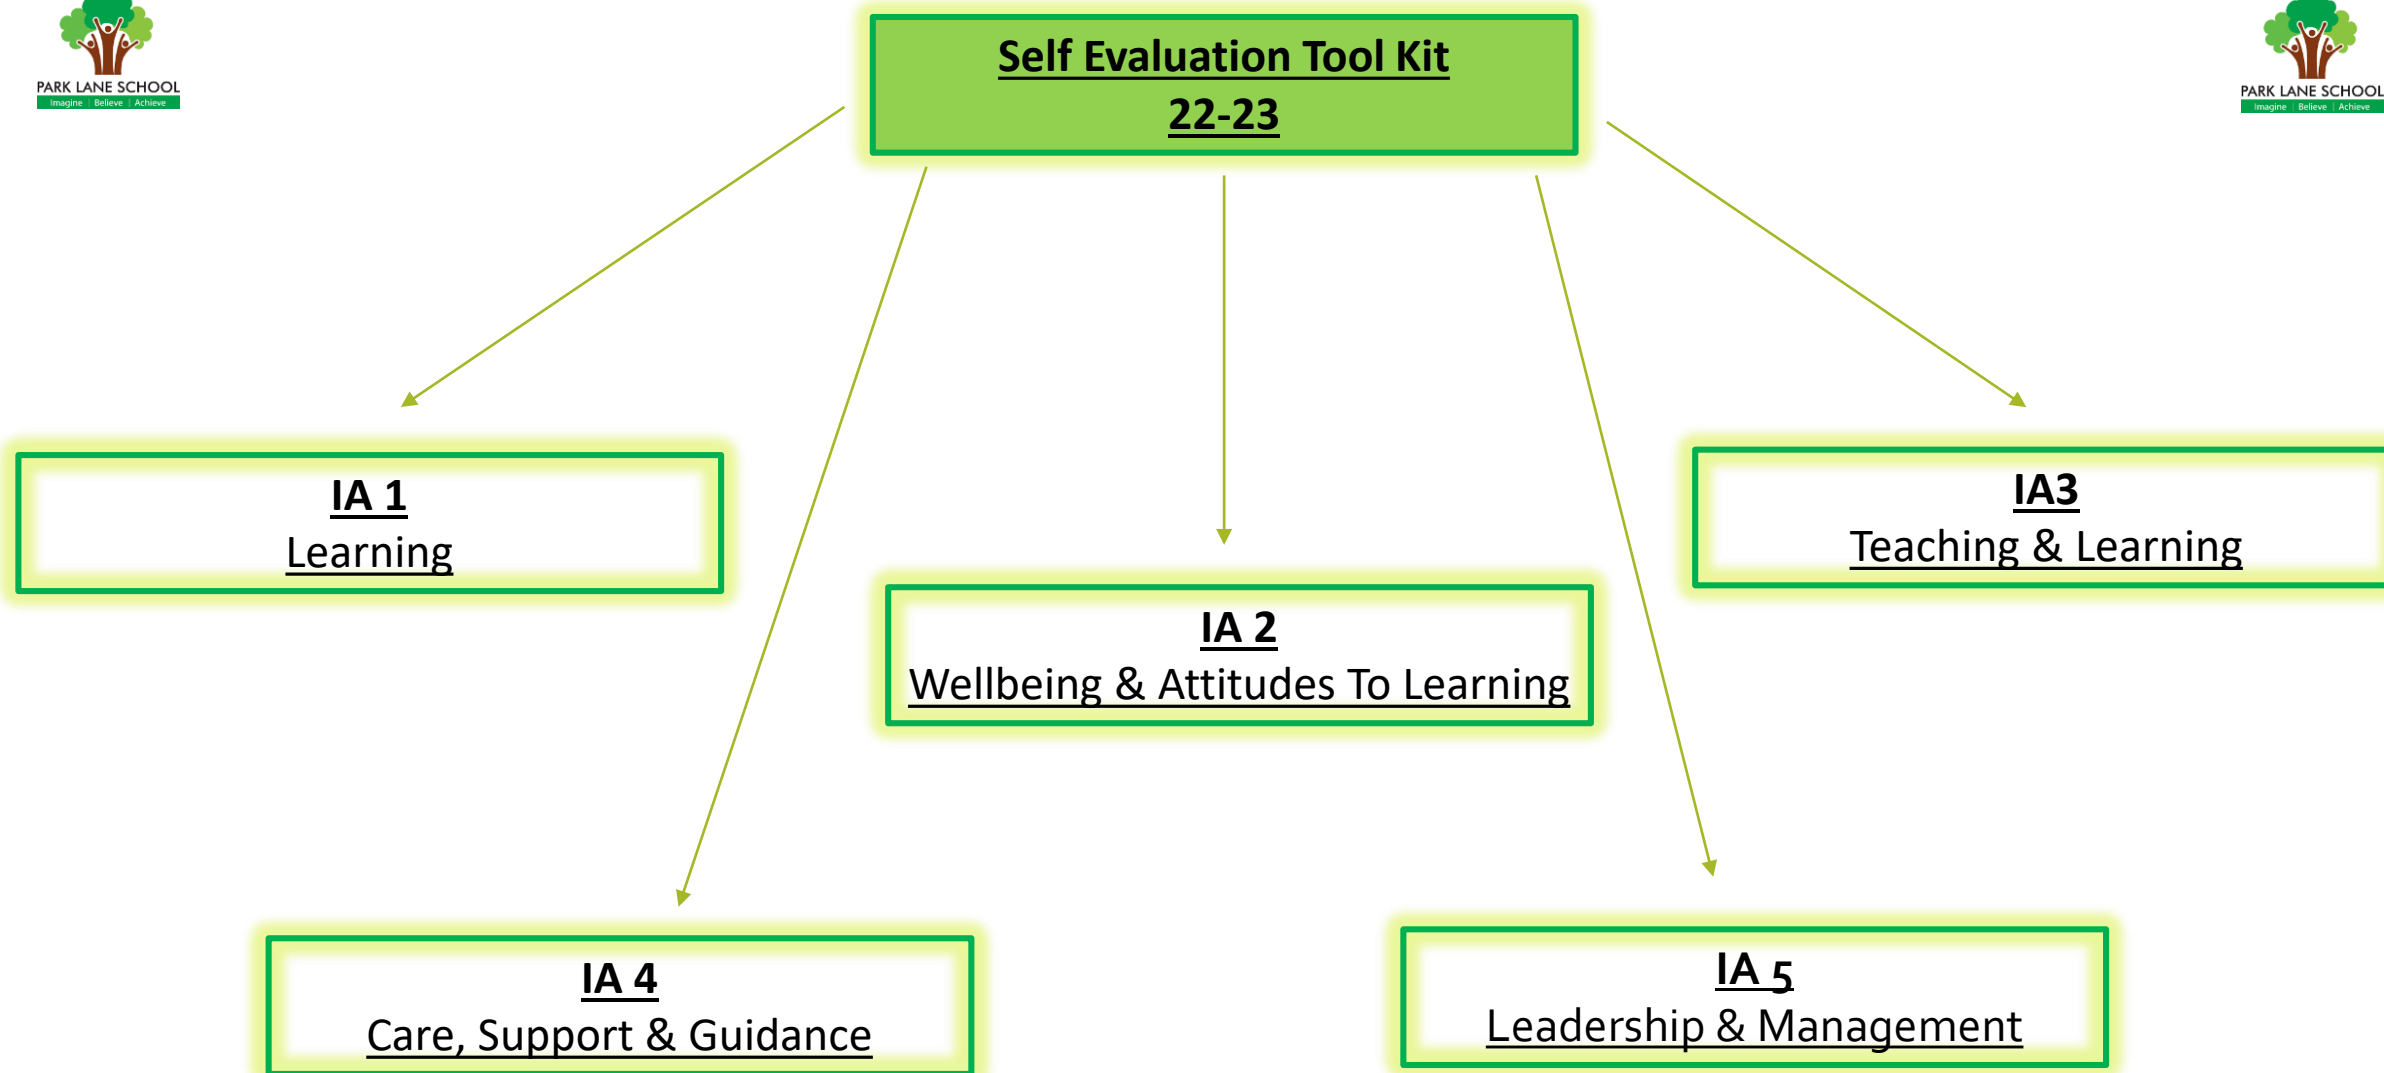 PARK LANE SCHOOL
Imagine | Believe | Achieve
Self Evaluation Tool Kit
22-23
PARK LANE SCHOOL
Imagine | Believe | Achieve
IA 1
Learning
IA 2
Wellbeing & Attitudes To Learning
IA3
Teaching & Learning
IA 4
Care, Support & Guidance
IA 5
Leadership & Management